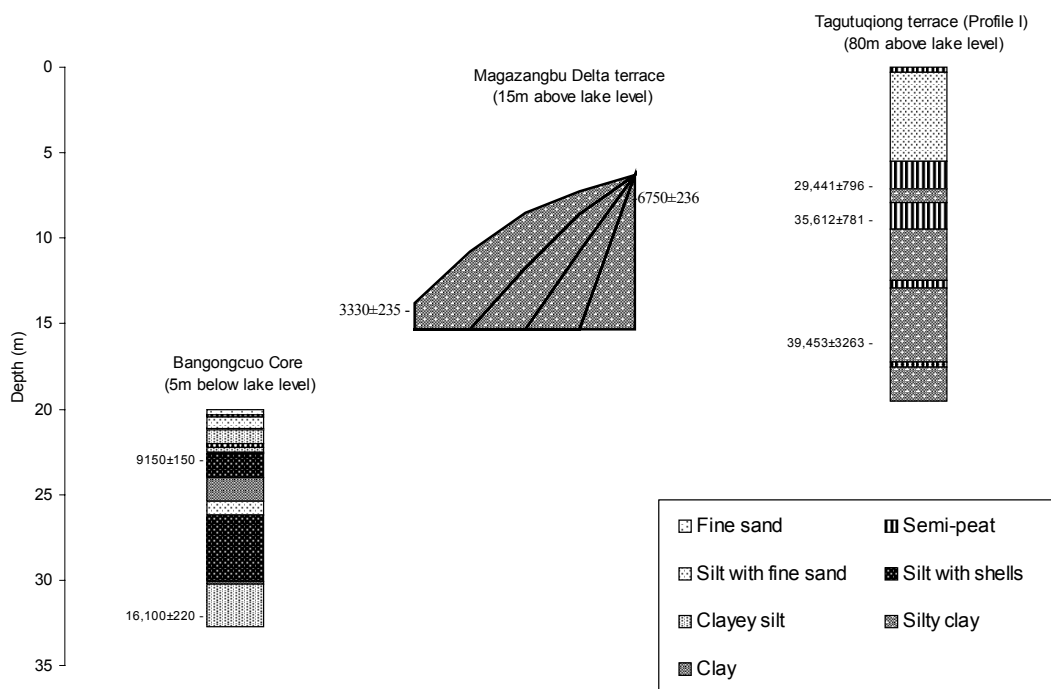 Tagutuqiong terrace (Profile I)
(80m above lake level)
Magazangbu Delta terrace
(15m above lake level)
Bangongcuo Core
(5m below lake level)
Depth (m)
0
5
10
15
20
25
30
35
29,441±796 -
35,612±781 -
39,453±3263
-6750±236
3330±235 -
9150±150 -
16,100±220 -
Fine sand
Semi-peat
Silt with fine sand
Silt with shells
Clayey silt
Silty clay
Clay